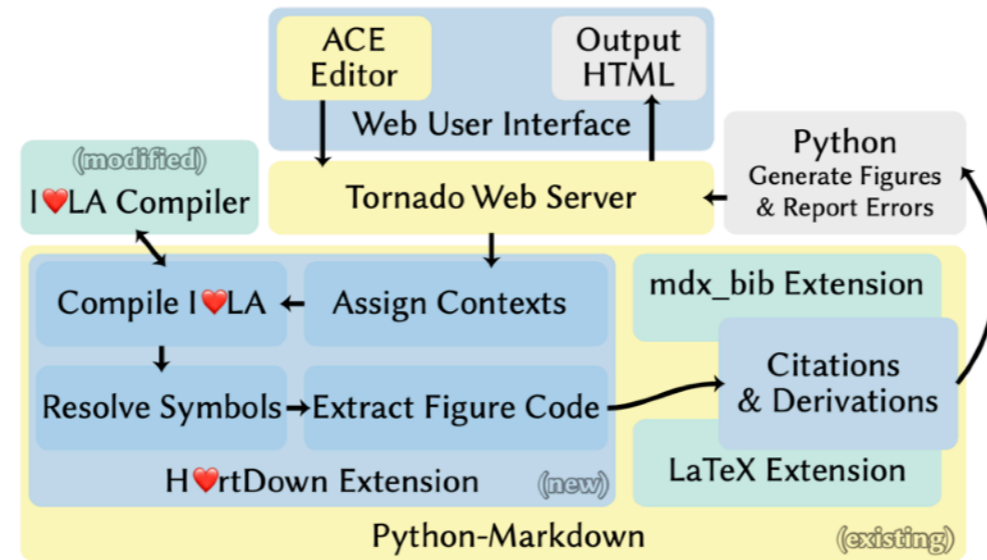 ACE
Editor
Output
HTML
Web User Interface
(modified)
I❤️LA Compiler
Tornado Web Server
Python
Generate Figures
& Report Errors
Compile I❤️LA
Assign Contexts
mdx_bib Extension
Resolve Symbols
Extract Figure Code
Citations
& Derivations
H❤️rtDown Extension
(new)
LaTeX Extension
Python-Markdown
(existing)